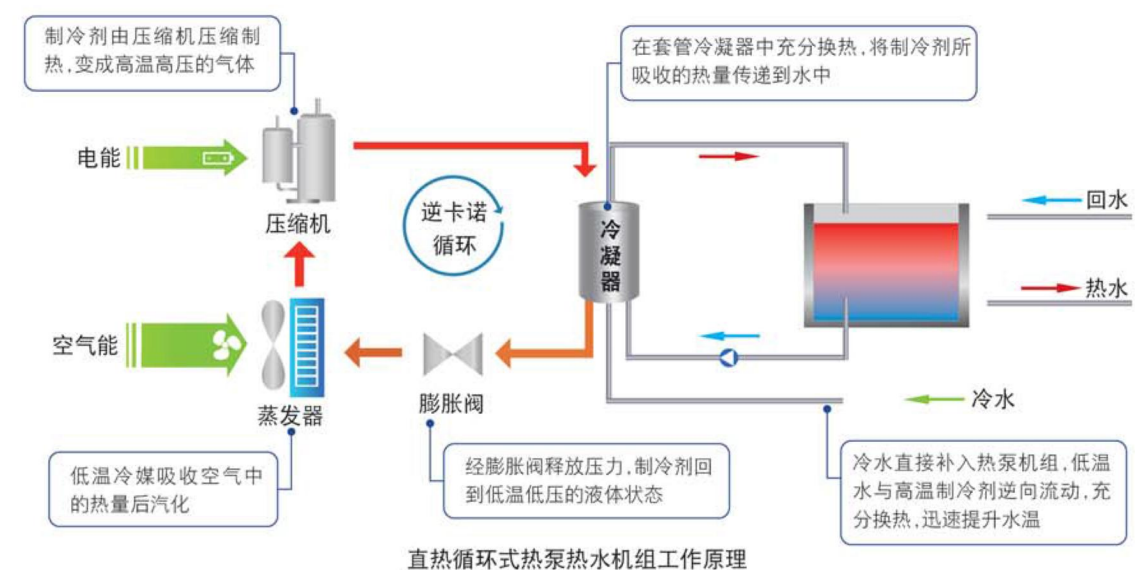 制冷剂由压缩机压缩制
热，变成高温高压的气体
在套管冷凝器中充分换热，将制冷剂所
吸收的热量传递到水中
电能
压缩机
逆卡诺
循环
冷凝器
回水
热水
空气能
蒸发器
膨胀阀
冷水
低温冷媒吸收空气中
的热量后汽化
经膨胀阀释放压力，制冷剂回
到低温低压的液体状态
冷水直接补入热泵机组，低温
水与高温制冷剂逆向流动，充
分换热，迅速提升水温
直热循环式热泵热水机组工作原理